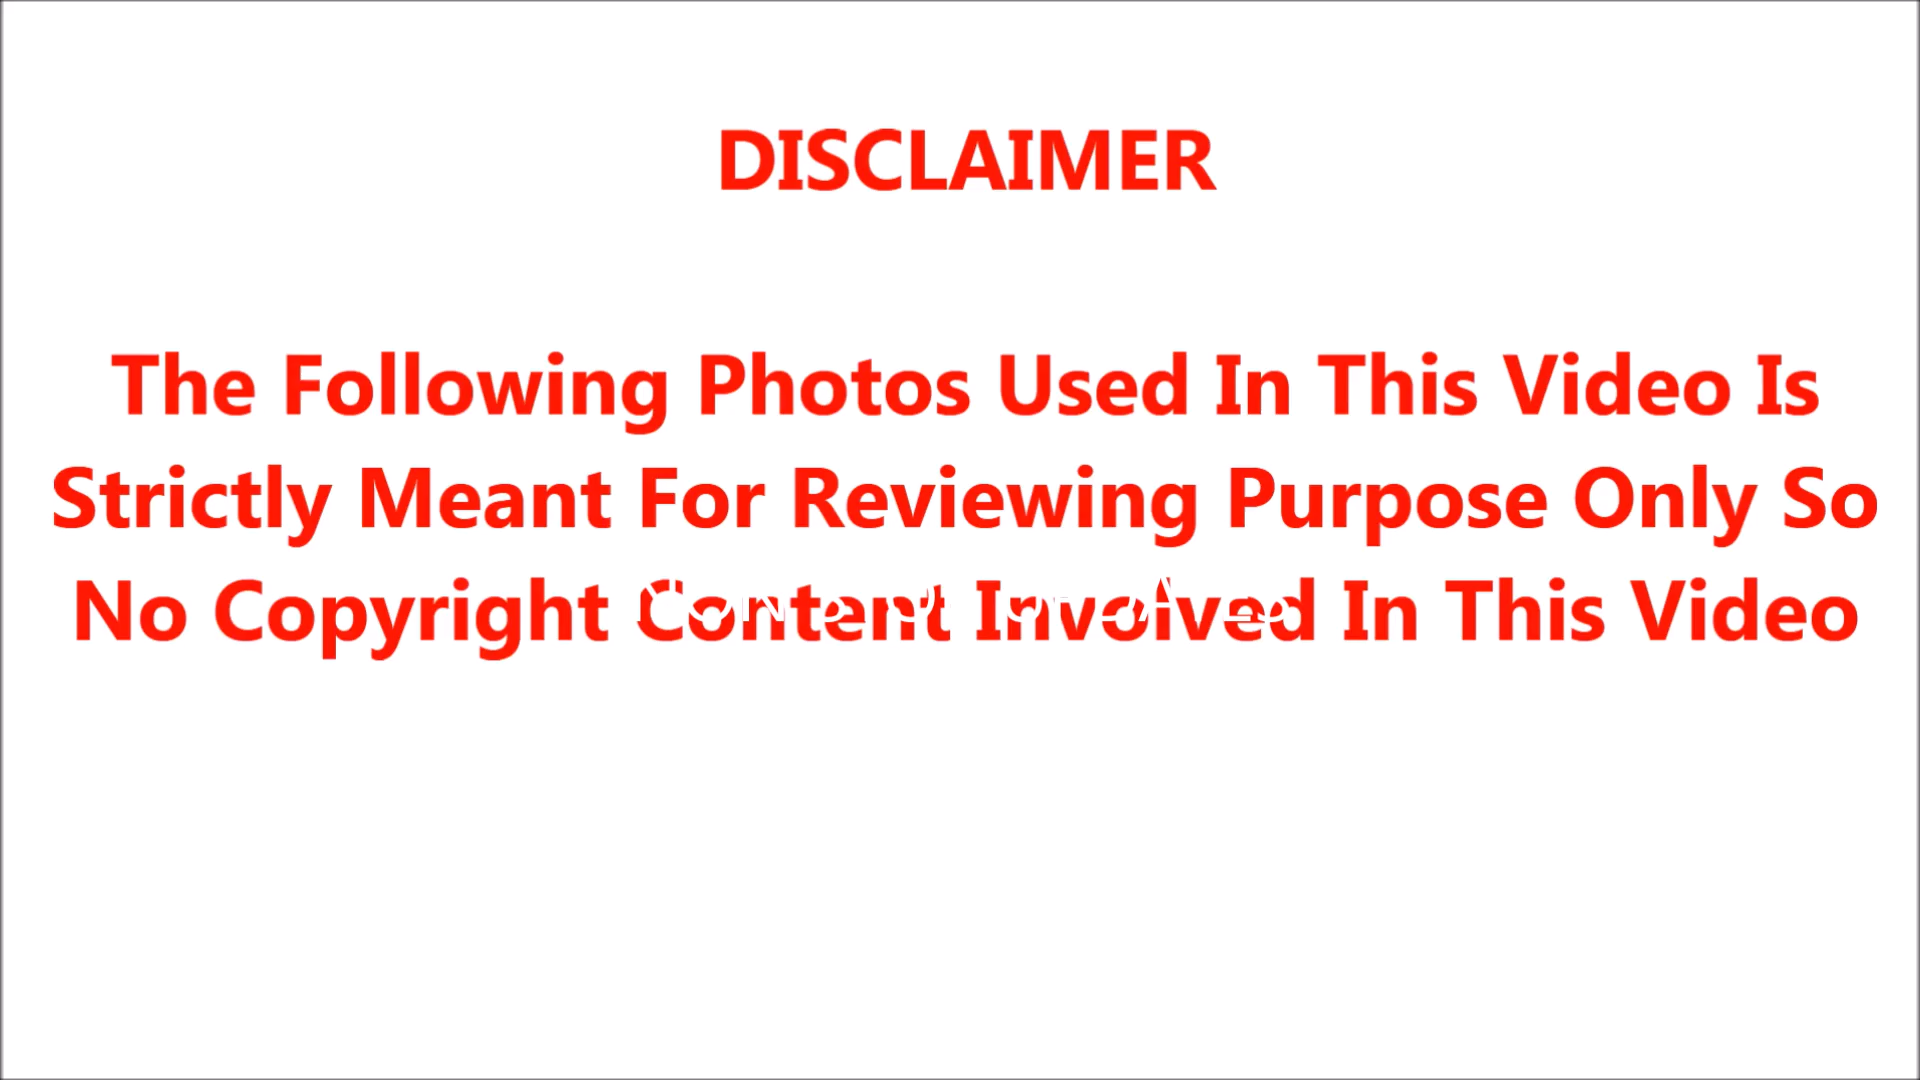 DISCLAIMER
The Following Photos Used In This Video Is
Strictly Meant For Reviewing Purpose Only So
No Copyright Content Involved In This Video